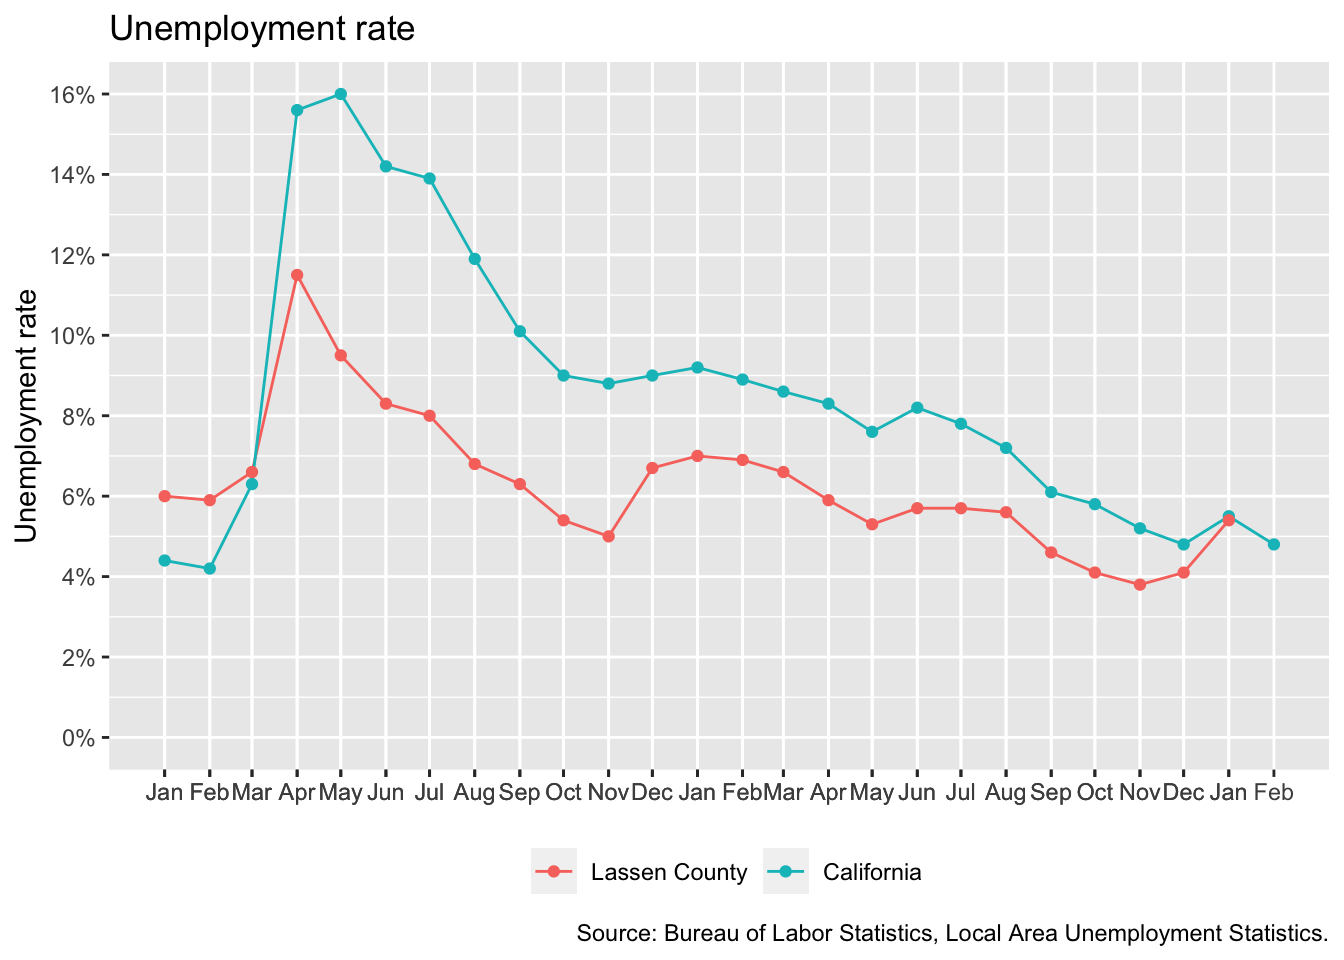 Unemployment rate
Unemployment rate
16%
14%
12%
10%
8%
6%
4%
2%
0%
Jan Feb Mar Apr May Jun Jul Aug Sep Oct Nov Dec Jan Feb Mar Apr May Jun Jul Aug Sep Oct Nov Dec Jan Feb
Lassen County California
Source: Bureau of Labor Statistics, Local Area Unemployment Statistics.